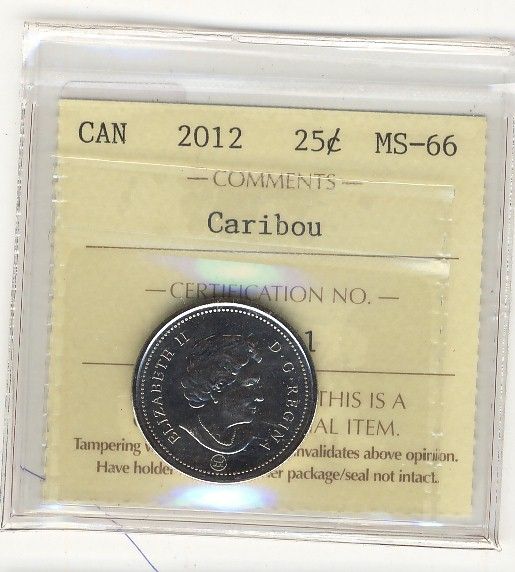 CAN 2012 25¢ MS-66
— COMMENTS —
Caribou
— CERTIFICATION NO. —
1
THIS IS A
ITEM.
Tampering invalidates above opinion.
Have holder package/seal not intact.
ELIZABETH II D·G·REGINA